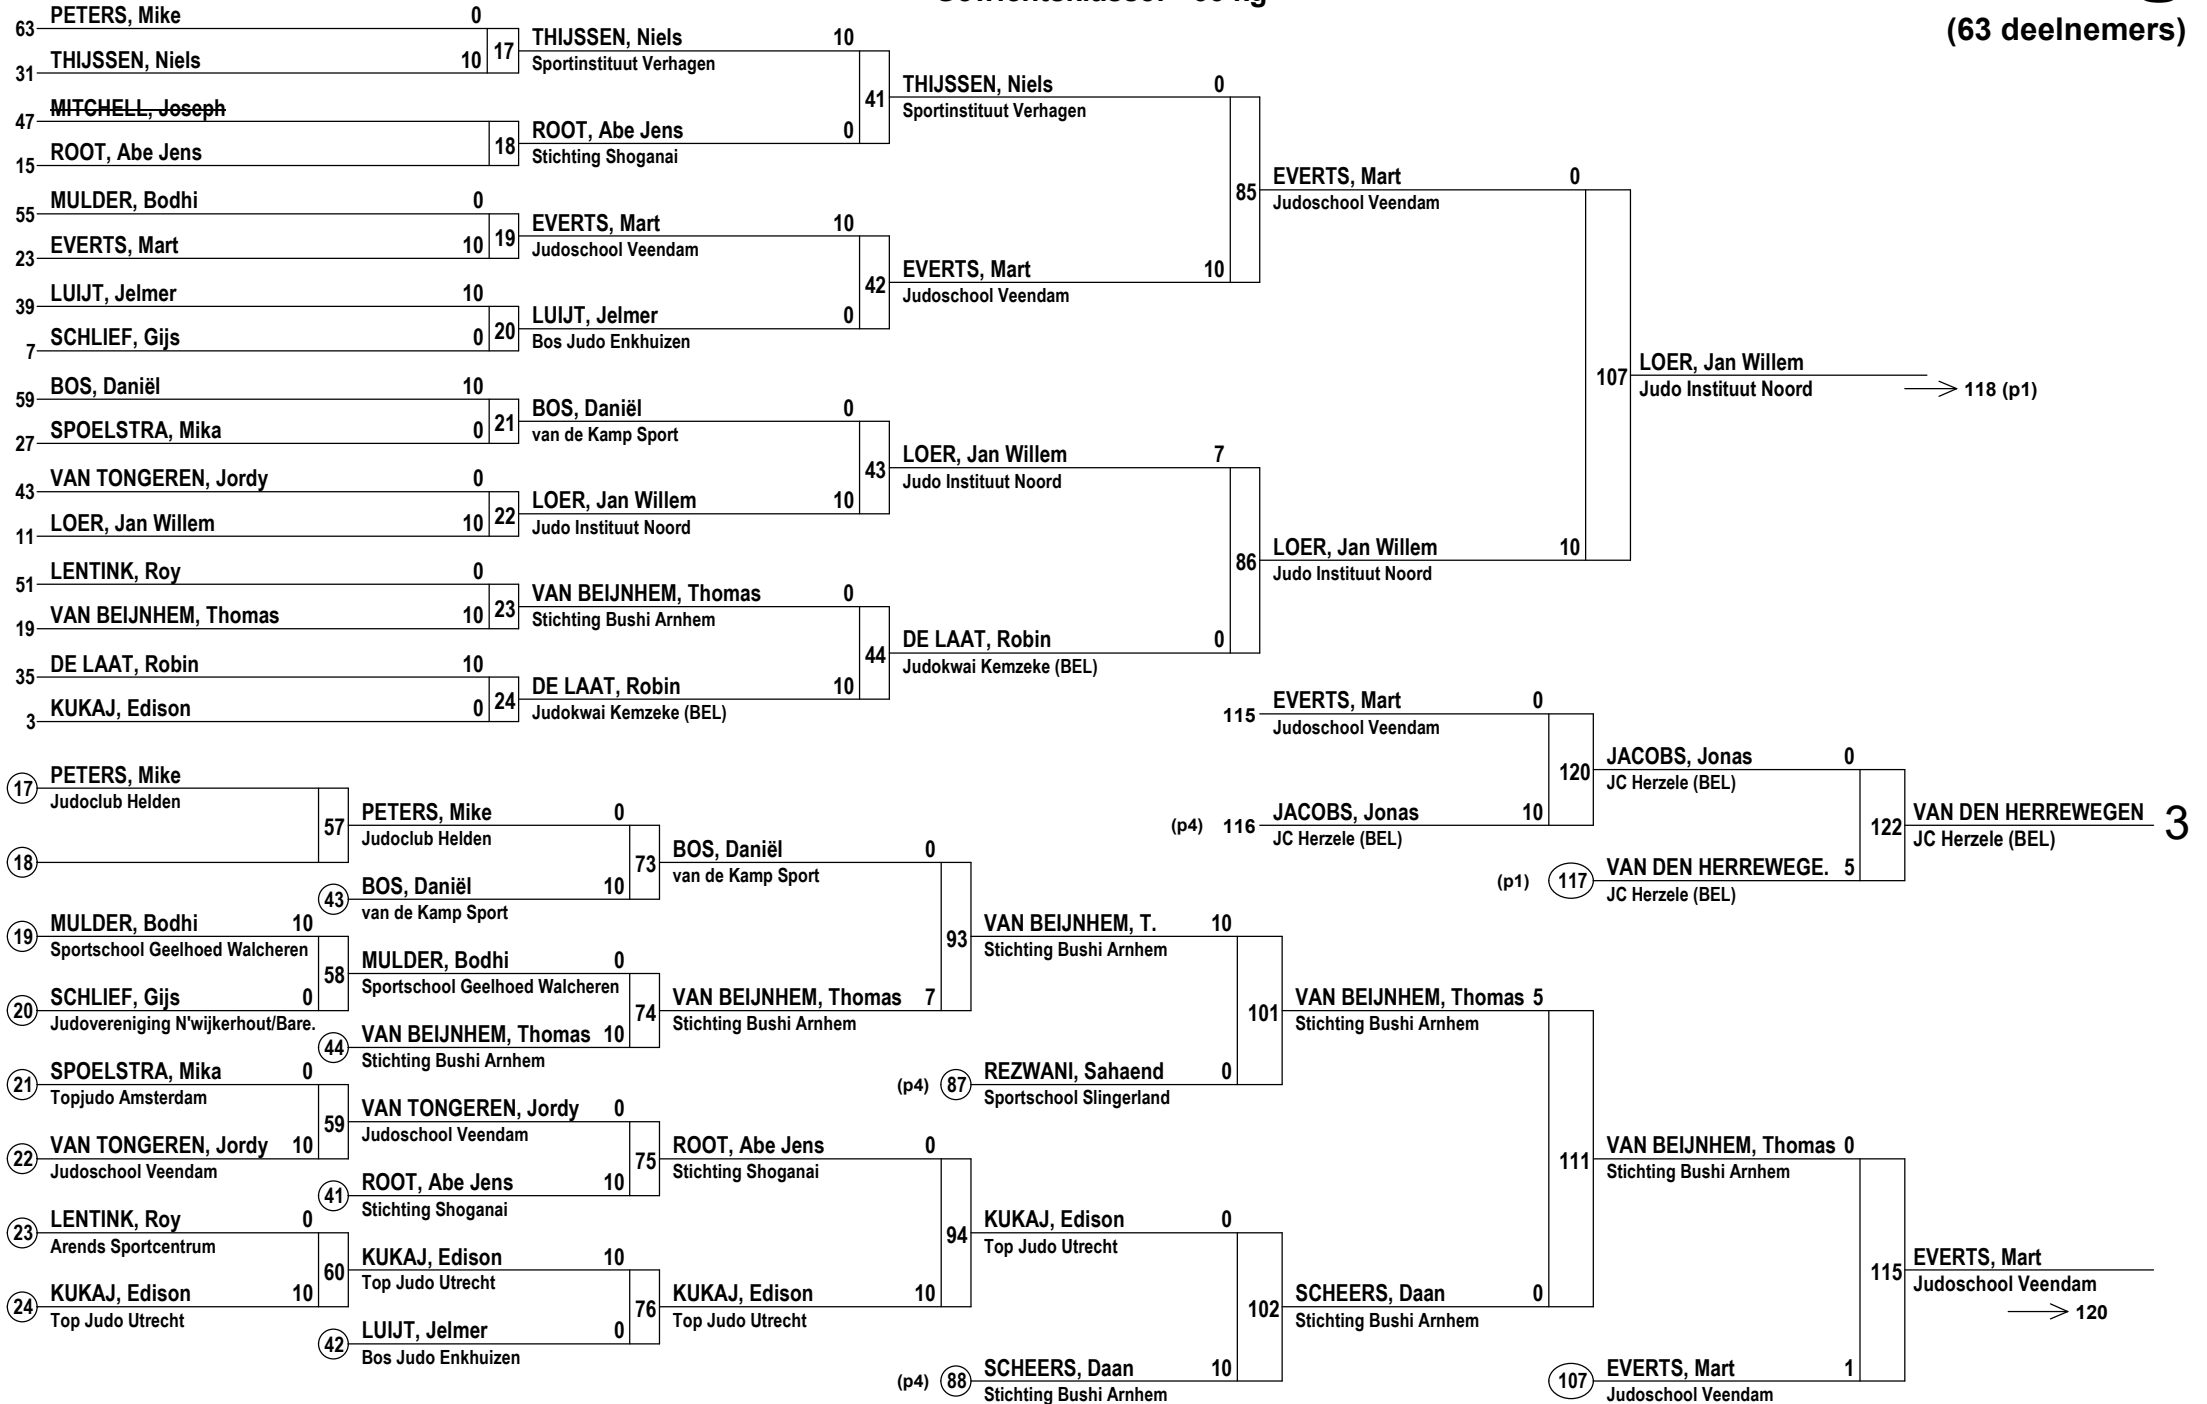 (63 deelnemers)
63 PETERS, Mike 0
31 THIJSSEN, Niels 10
17
47 MITCHELL, Joseph
15 ROOT, Abe Jens
18
55 MULDER, Bodhi 0
23 EVERTS, Mart 10
19
39 LUIJT, Jelmer 10
7 SCHLIEF, Gijs 0
20
59 BOS, Daniël 10
27 SPOELSTRA, Mika 0
21
43 VAN TONGEREN, Jordy 0
11 LOER, Jan Willem 10
22
51 LENTINK, Roy 0
19 VAN BEIJNHEM, Thomas 10
23
35 DE LAAT, Robin 10
3 KUKAJ, Edison 0
24
THIJSSEN, Niels 10
Sportinstituut Verhagen
ROOT, Abe Jens 0
Stichting Shoganai
41
EVERTS, Mart 10
Judoschool Veendam
LUIJT, Jelmer 0
Bos Judo Enkhuizen
42
BOS, Daniël 0
van de Kamp Sport
LOER, Jan Willem 10
Judo Instituut Noord
43
VAN BEIJNHEM, Thomas 0
Stichting Bushi Arnhem
DE LAAT, Robin 10
Judokwai Kemzeke (BEL)
44
THIJSSEN, Niels 0
Sportinstituut Verhagen
EVERTS, Mart 10
Judoschool Veendam
85
LOER, Jan Willem 7
Judo Instituut Noord
DE LAAT, Robin 0
Judokwai Kemzeke (BEL)
86
EVERTS, Mart 0
Judoschool Veendam
LOER, Jan Willem 10
Judo Instituut Noord
107
LOER, Jan Willem
Judo Instituut Noord
118 (p1)
115 EVERTS, Mart 0
Judoschool Veendam
(p4) 116 JACOBS, Jonas 10
JC Herzele (BEL)
120
JACOBS, Jonas 0
JC Herzele (BEL)
(p1) 117 VAN DEN HERREWEGE. 5
JC Herzele (BEL)
122
VAN DEN HERREWEGEN 3
JC Herzele (BEL)
17 PETERS, Mike
Judoclub Helden
18
57
19 MULDER, Bodhi 10
Sportschool Geelhoed Walcheren
20 SCHLIEF, Gijs 0
Judovereniging N'wijkerhout/Bare.
58
21 SPOELSTRA, Mika 0
Topjudo Amsterdam
22 VAN TONGEREN, Jordy 10
Judoschool Veendam
59
23 LENTINK, Roy 0
Arends Sportcentrum
24 KUKAJ, Edison 10
Top Judo Utrecht
60
PETERS, Mike 0
Judoclub Helden
43 BOS, Daniël 10
van de Kamp Sport
73
MULDER, Bodhi 0
Sportschool Geelhoed Walcheren
44 VAN BEIJNHEM, Thomas 10
Stichting Bushi Arnhem
74
VAN TONGEREN, Jordy 0
Judoschool Veendam
41 ROOT, Abe Jens 10
Stichting Shoganai
75
KUKAJ, Edison 10
Top Judo Utrecht
42 LUIJT, Jelmer 0
Bos Judo Enkhuizen
76
BOS, Daniël 0
van de Kamp Sport
VAN BEIJNHEM, Thomas 7
Stichting Bushi Arnhem
93
ROOT, Abe Jens 0
Stichting Shoganai
KUKAJ, Edison 10
Top Judo Utrecht
94
VAN BEIJNHEM, T. 10
Stichting Bushi Arnhem
(p4) 87 REZWANI, Sahaend 0
Sportschool Slingerland
101
KUKAJ, Edison 0
Top Judo Utrecht
(p4) 88 SCHEERS, Daan 10
Stichting Bushi Arnhem
102
VAN BEIJNHEM, Thomas 5
Stichting Bushi Arnhem
SCHEERS, Daan 0
Stichting Bushi Arnhem
111
VAN BEIJNHEM, Thomas 0
Stichting Bushi Arnhem
107 EVERTS, Mart 1
Judoschool Veendam
115
EVERTS, Mart
Judoschool Veendam
120